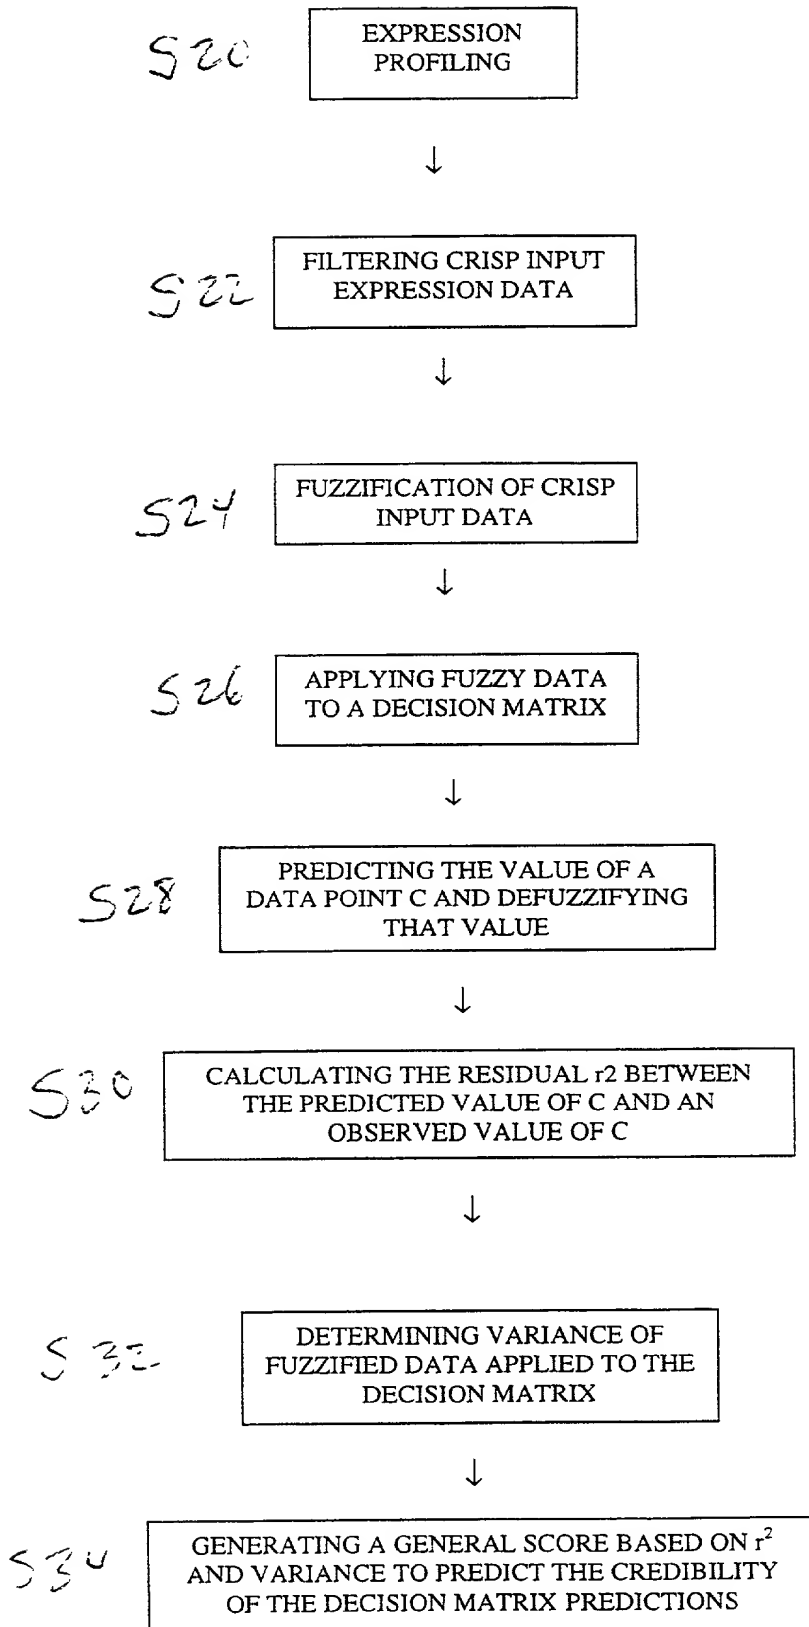 EXPRESSION
PROFILING
S20
↓
FILTERING CRISP INPUT
EXPRESSION DATA
S22
↓
FUZZIFICATION OF CRISP
INPUT DATA
S24
↓
APPLYING FUZZY DATA
TO A DECISION MATRIX
S26
↓
PREDICTING THE VALUE OF A
DATA POINT C AND DEFUZZIFYING
THAT VALUE
S28
↓
CALCULATING THE RESIDUAL r2 BETWEEN
THE PREDICTED VALUE OF C AND AN
OBSERVED VALUE OF C
S30
↓
DETERMINING VARIANCE OF
FUZZIFIED DATA APPLIED TO THE
DECISION MATRIX
S32
↓
GENERATING A GENERAL SCORE BASED ON r²
AND VARIANCE TO PREDICT THE CREDIBILITY
OF THE DECISION MATRIX PREDICTIONS
S34